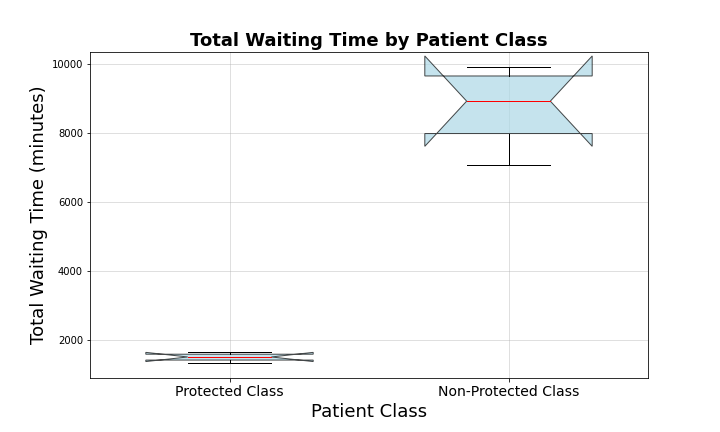 Total Waiting Time by Patient Class
Total Waiting Time (minutes)
10000
8000
6000
4000
2000
Protected Class
Non-Protected Class
Patient Class